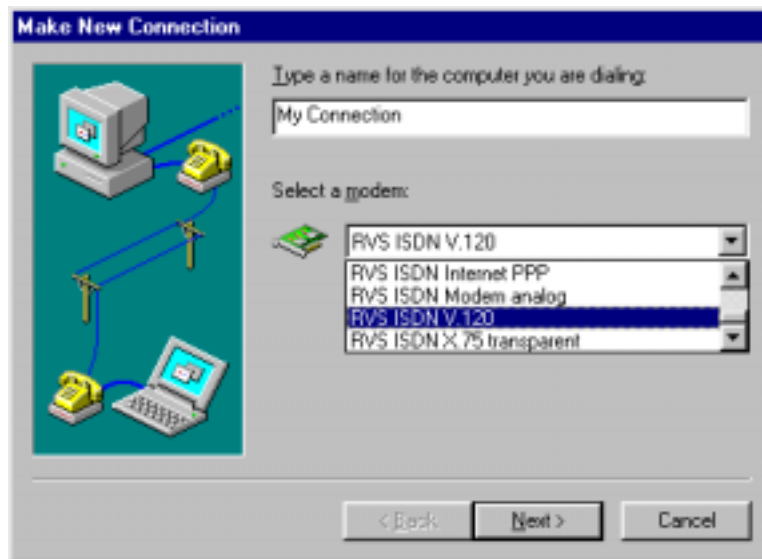 Make New Connection
Type a name for the computer you are dialing:
My Connection
Select a modem:
RVS ISDN V.120
RVS ISDN Internet PPP
RVS ISDN Modem analog
RVS ISDN V.120
RVS ISDN X.75 transparent
< Back
Next >
Cancel